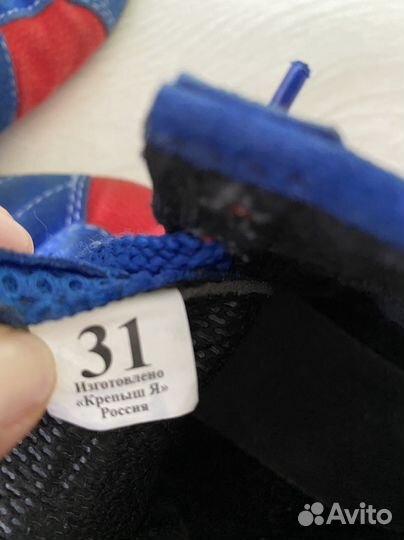 31
Изготовлено
«Крепыш Я»
Россия
Avito